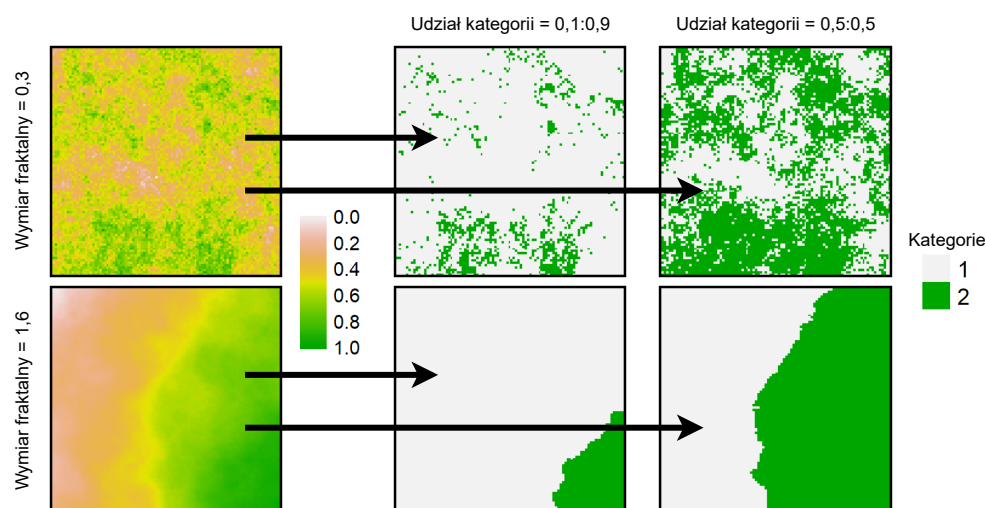 Udział kategorii = 0,1:0,9
Udział kategorii = 0,5:0,5
Wymiar fraktalny = 0,3
0.0
0.2
0.4
0.6
0.8
1.0
Kategorie
1
2
Wymiar fraktalny = 1,6